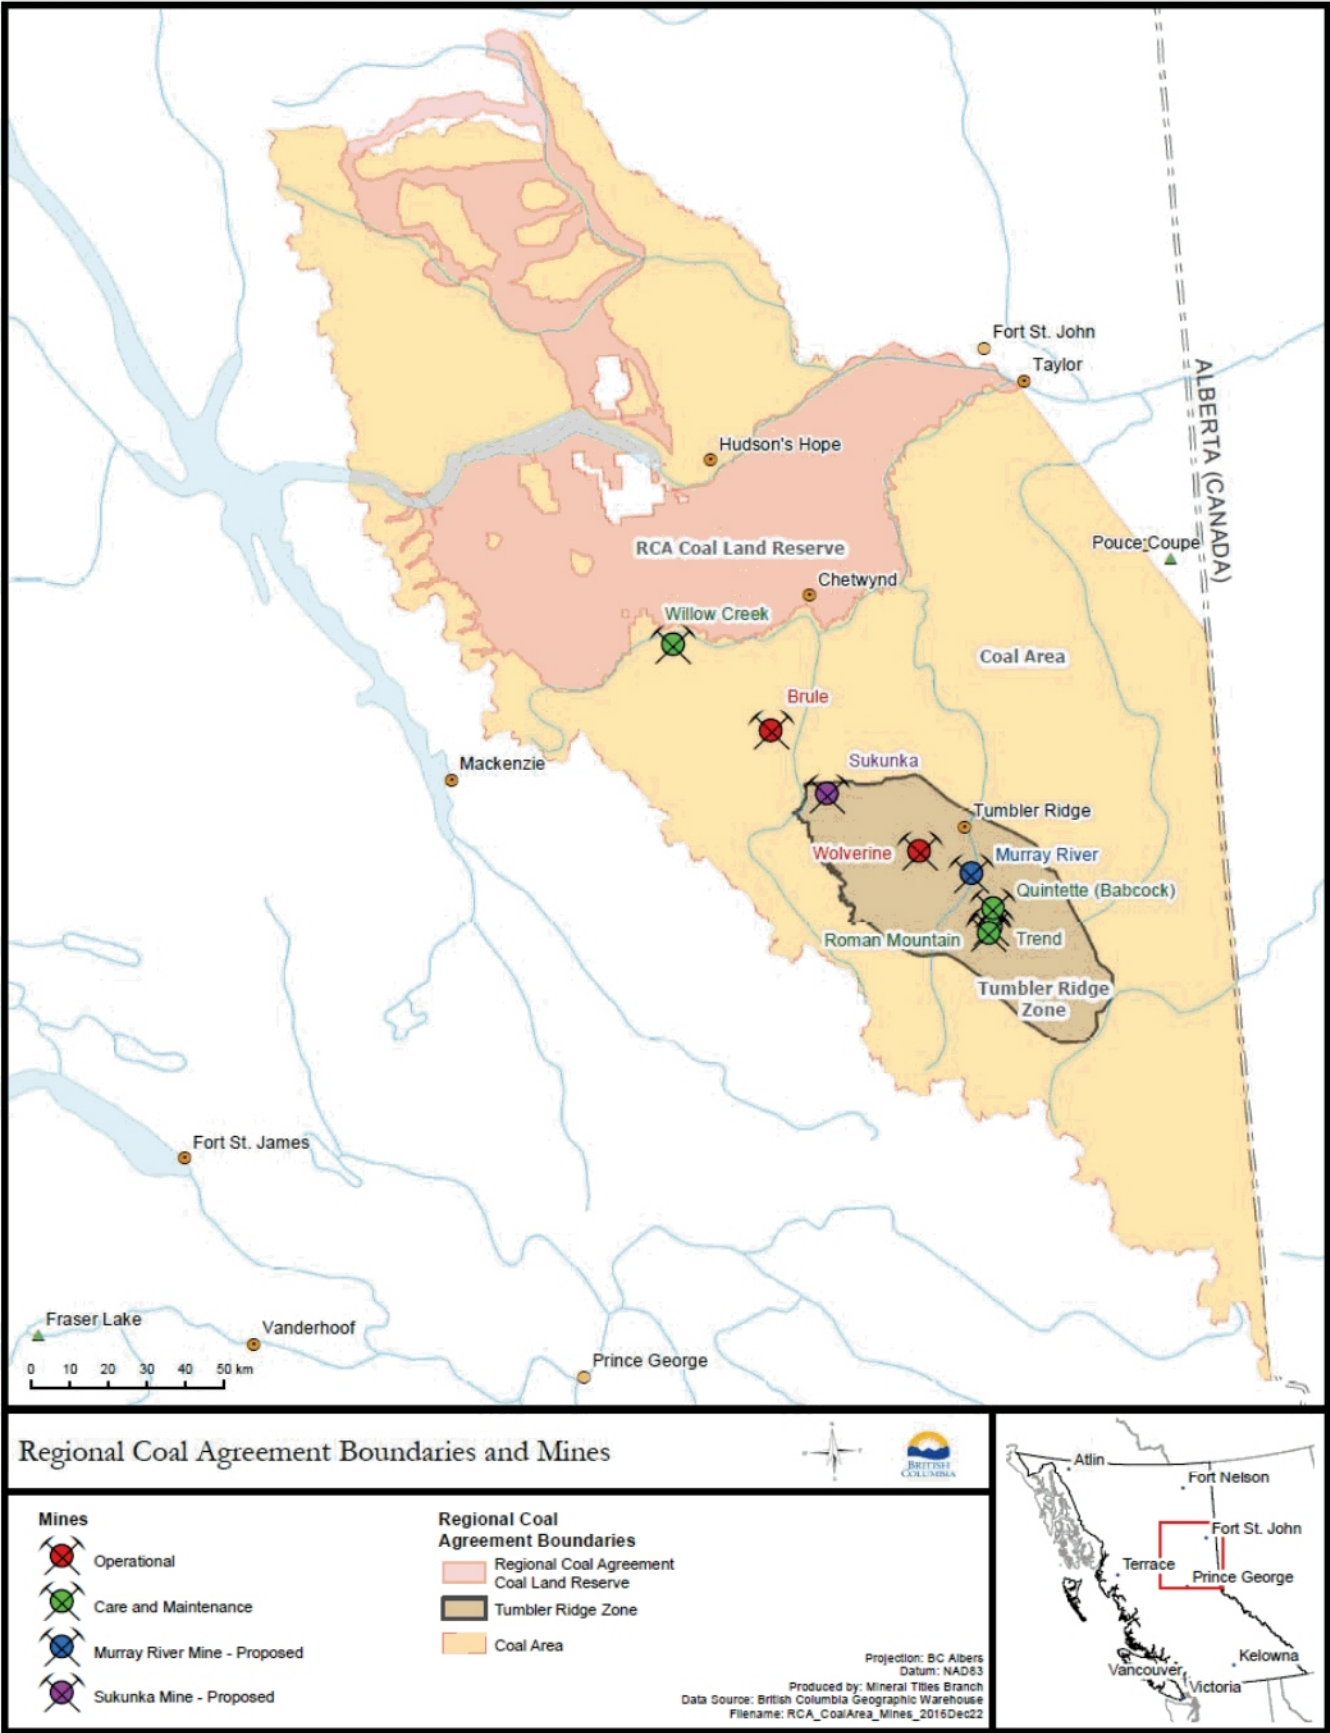 Fort St. John
Taylor
ALBERTA (CANADA)
Hudson's Hope
Pouce Coupe
RCA Coal Land Reserve
Chetwynd
Willow Creek
Coal Area
Brule
Mackenzie
Sukunka
Tumbler Ridge
Wolverine
Murray River
Quintette (Babcock)
Roman Mountain
Trend
Tumbler Ridge
Zone
Fort St. James
Fraser Lake
Vanderhoof
Prince George
0 10 20 30 40 50 km
Regional Coal Agreement Boundaries and Mines
BRITISH
COLUMBIA
Mines
Operational
Care and Maintenance
Murray River Mine - Proposed
Sukunka Mine - Proposed
Regional Coal
Agreement Boundaries
Regional Coal Agreement
Coal Land Reserve
Tumbler Ridge Zone
Coal Area
Projection: BC Albers
Datum: NAD83
Produced by: Mineral Titles Branch
Data Source: British Columbia Geographic Warehouse
Filename: RCA_CoalArea_Mines_2016Dec22
Atlin
Fort Nelson
Fort St. John
Terrace
Prince George
Kelowna
Vancouver
Victoria